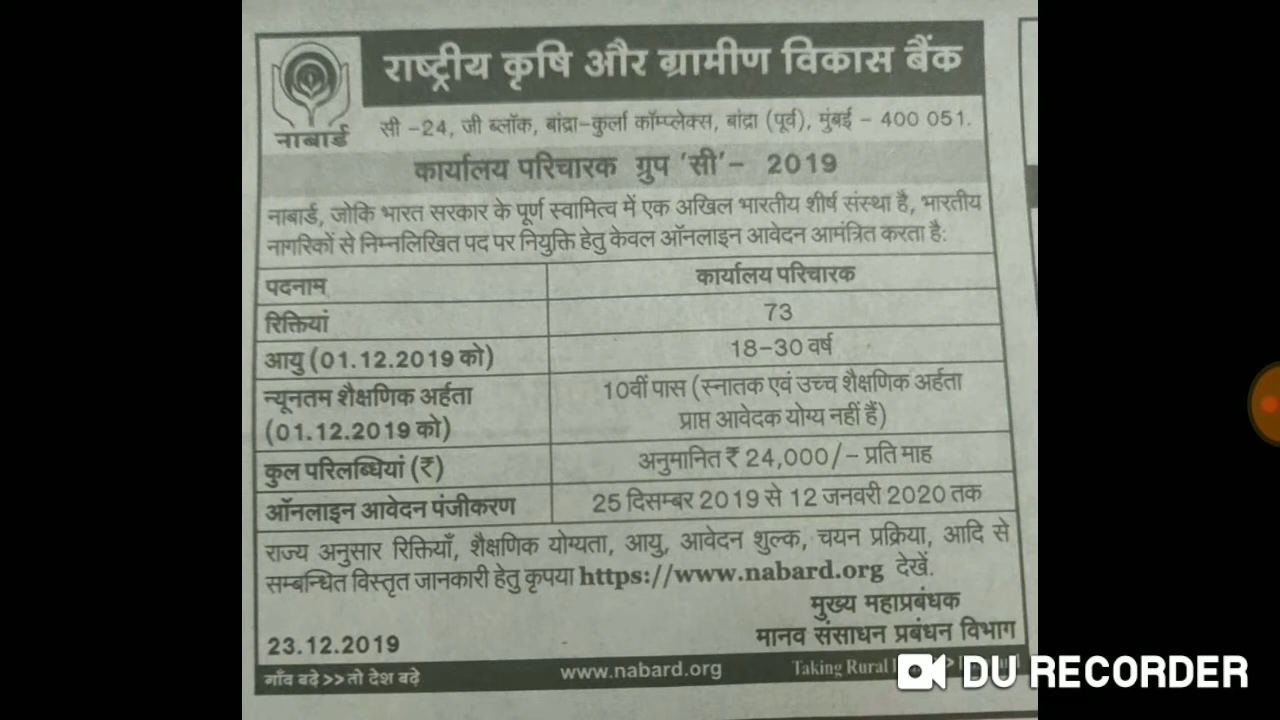 राष्ट्रीय कृषि और ग्रामीण विकास बैंक
नाबार्ड
सी -24, जी ब्लॉक, बांद्रा-कुर्ला कॉम्प्लेक्स, बांद्रा (पूर्व), मुंबई - 400 051.
कार्यालय परिचारक ग्रुप 'सी'- 2019
नाबार्ड, जोकि भारत सरकार के पूर्ण स्वामित्व में एक अखिल भारतीय शीर्ष संस्था है, भारतीय
नागरिकों से निम्नलिखित पद पर नियुक्ति हेतु केवल ऑनलाइन आवेदन आमंत्रित करता है:
पदनाम कार्यालय परिचारक
रिक्तियां 73
आयु (01.12.2019 को) 18-30 वर्ष
न्यूनतम शैक्षणिक अर्हता 10वीं पास (स्नातक एवं उच्च शैक्षणिक अर्हता
(01.12.2019 को) प्राप्त आवेदक योग्य नहीं हैं)
कुल परिलब्धियां (₹) अनुमानित ₹ 24,000/- प्रति माह
ऑनलाइन आवेदन पंजीकरण 25 दिसम्बर 2019 से 12 जनवरी 2020 तक
राज्य अनुसार रिक्तियाँ, शैक्षणिक योग्यता, आयु, आवेदन शुल्क, चयन प्रक्रिया, आदि से
सम्बन्धित विस्तृत जानकारी हेतु कृपया https://www.nabard.org देखें.
मुख्य महाप्रबंधक
23.12.2019 मानव संसाधन प्रबंधन विभाग
गाँव बढ़े >> तो देश बढ़े www.nabard.org Taking Rural
DU RECORDER